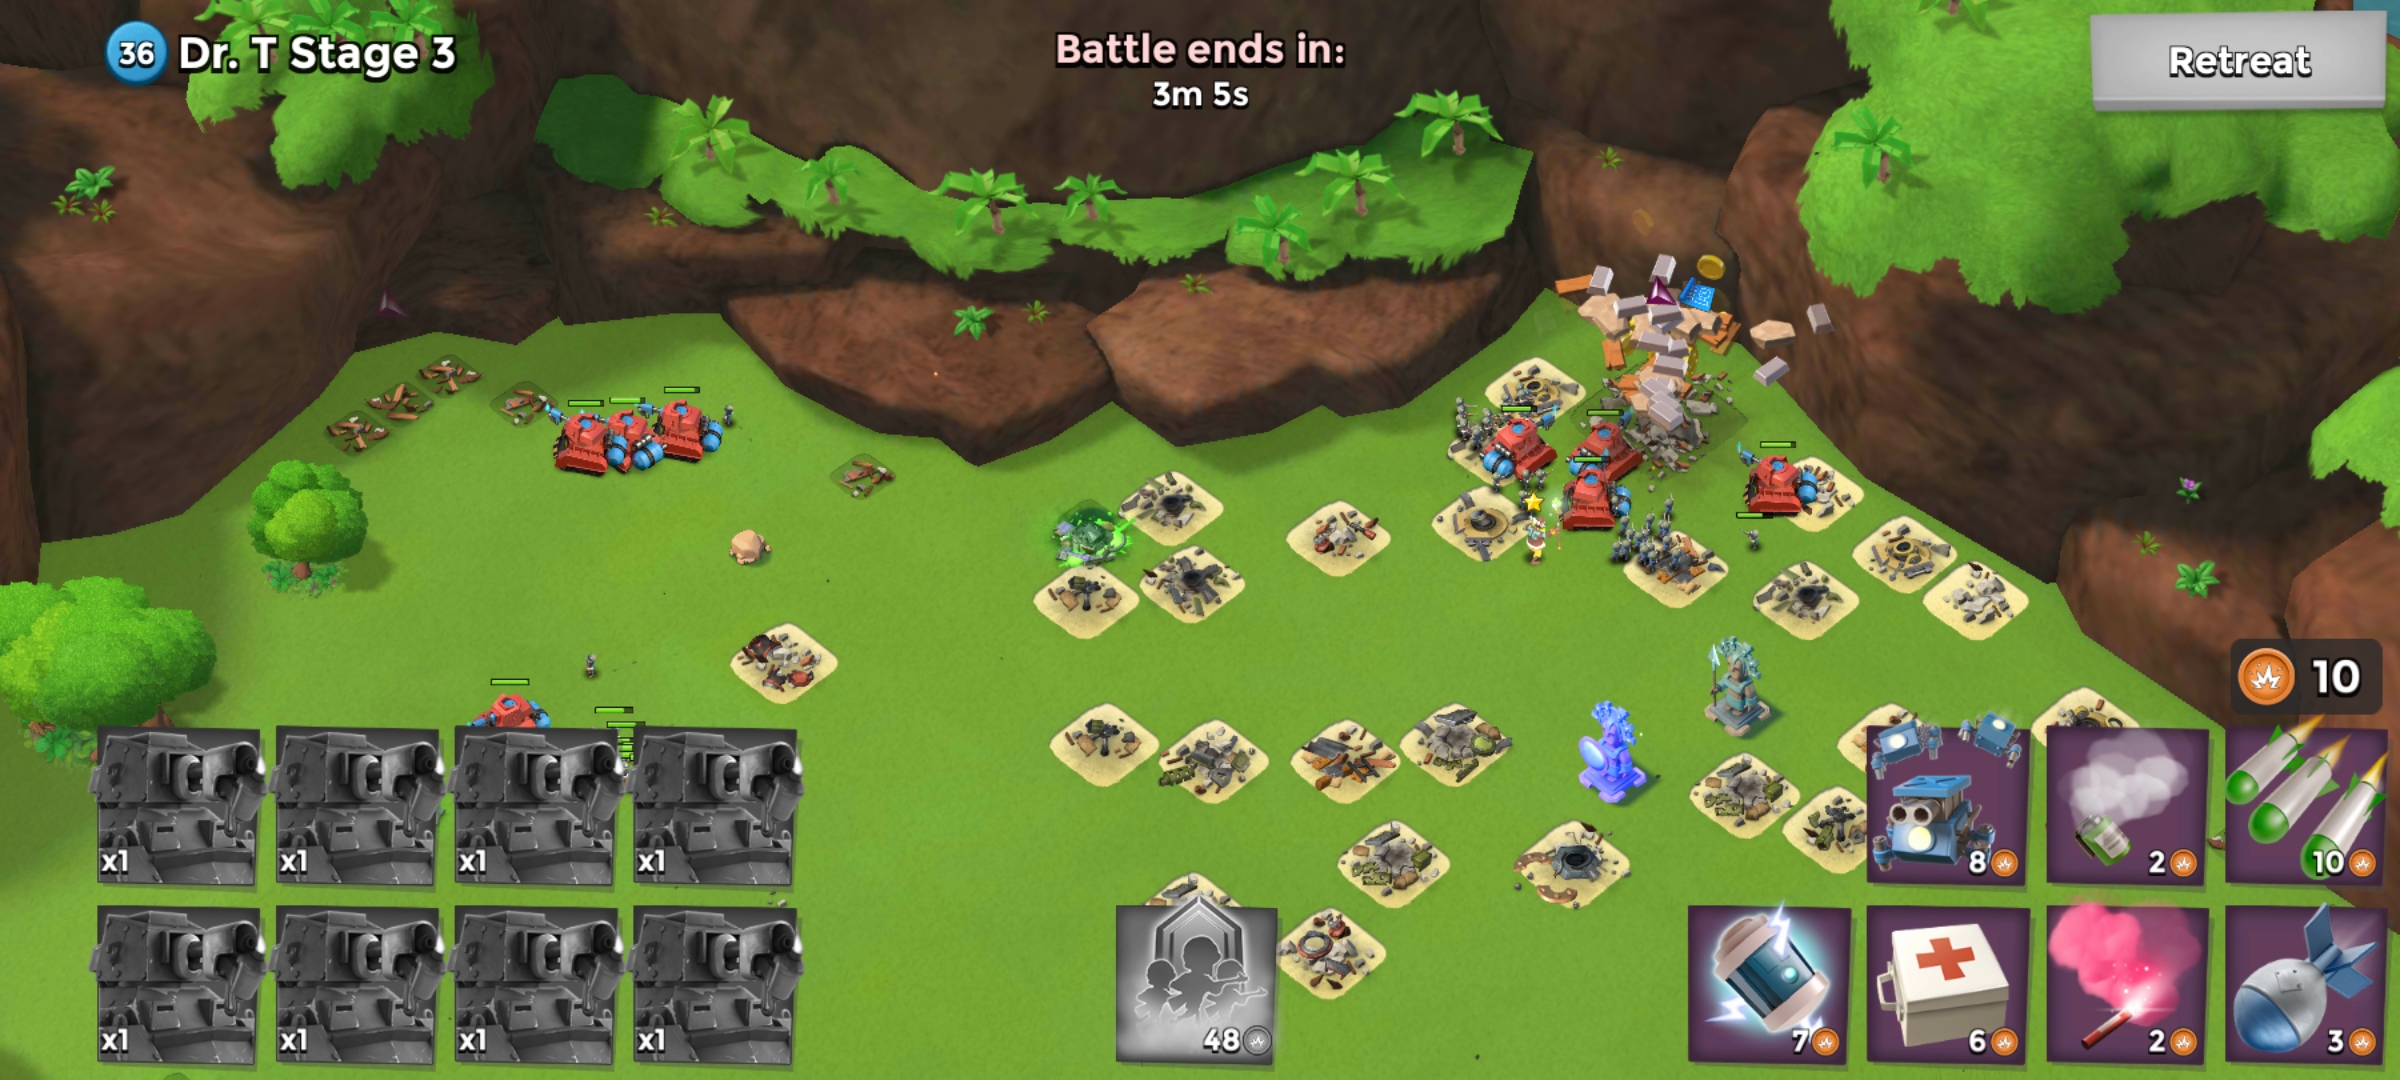 36 Dr. T Stage 3
Battle ends in:
3m 5s
Retreat
10
x1 x1 x1 x1
8 2 10
x1 x1 x1 x1
48
7 6 2 3